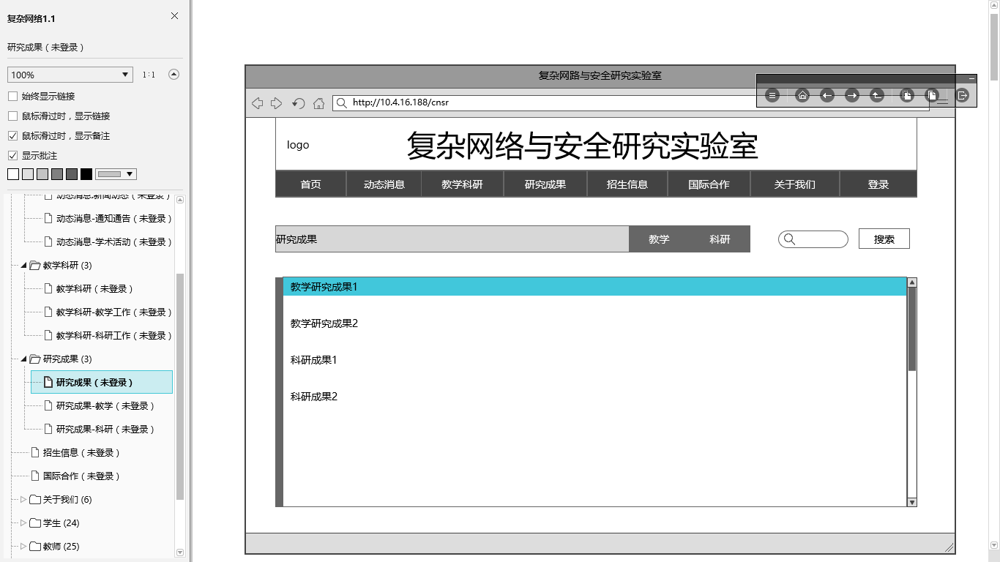 复杂网络1.1
研究成果（未登录）
100%
1:1
始终显示链接
鼠标滑过时，显示链接
鼠标滑过时，显示备注
显示批注
动态消息-新闻动态（未登录）
动态消息-通知通告（未登录）
动态消息-学术活动（未登录）
教学科研 (3)
教学科研（未登录）
教学科研-教学工作（未登录）
教学科研-科研工作（未登录）
研究成果 (3)
研究成果（未登录）
研究成果-教学（未登录）
研究成果-科研（未登录）
招生信息（未登录）
国际合作（未登录）
关于我们 (6)
学生 (24)
教师 (25)
复杂网路与安全研究实验室
http://10.4.16.188/cnsr
logo
复杂网络与安全研究实验室
首页 动态消息 教学科研 研究成果 招生信息 国际合作 关于我们 登录
研究成果 教学 科研 搜索
教学研究成果1
教学研究成果2
科研成果1
科研成果2